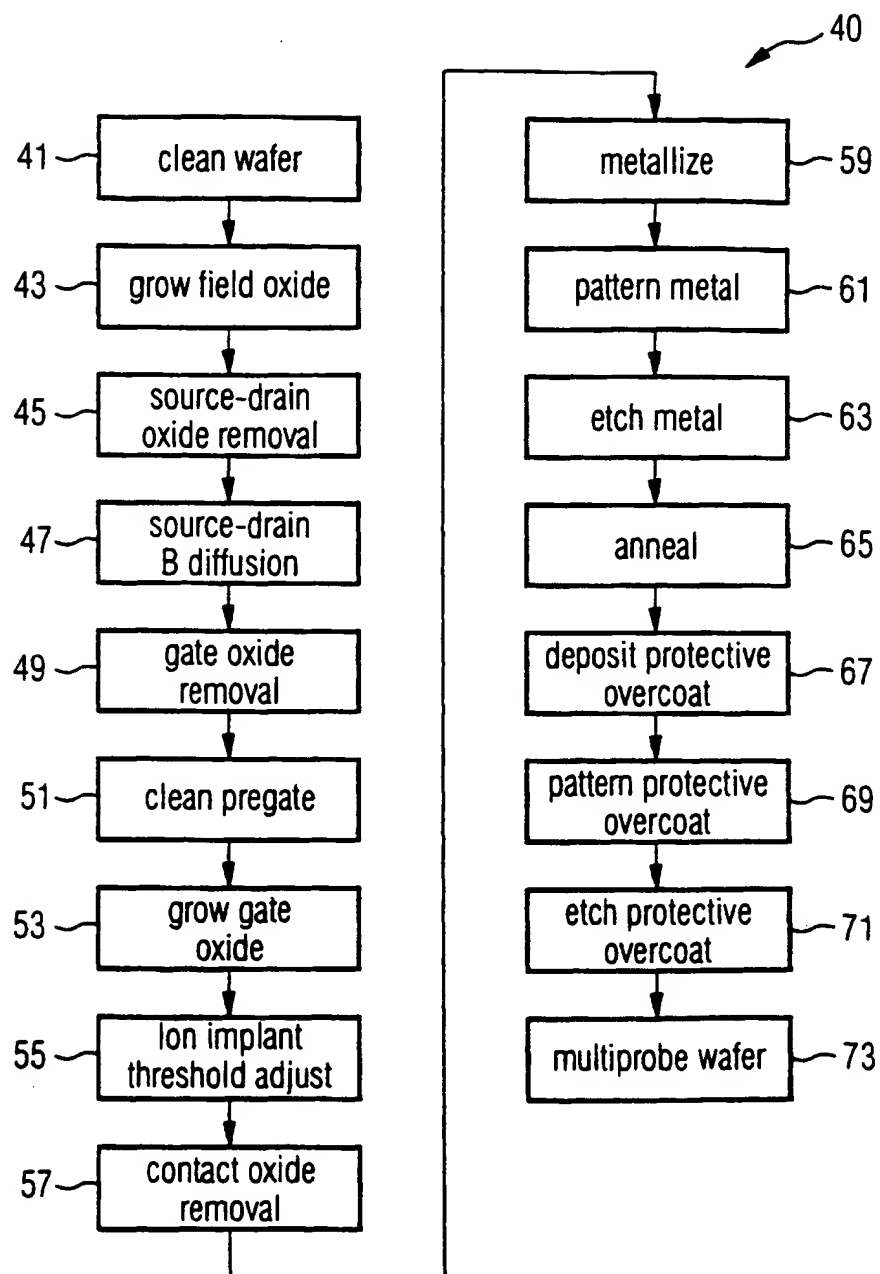 40
41
clean wafer
43
grow field oxide
45
source-drain
oxide removal
47
source-drain
B diffusion
49
gate oxide
removal
51
clean pregate
53
grow gate
oxide
55
Ion implant
threshold adjust
57
contact oxide
removal
metallize
59
pattern metal
61
etch metal
63
anneal
65
deposit protective
overcoat
67
pattern protective
overcoat
69
etch protective
overcoat
71
multiprobe wafer
73